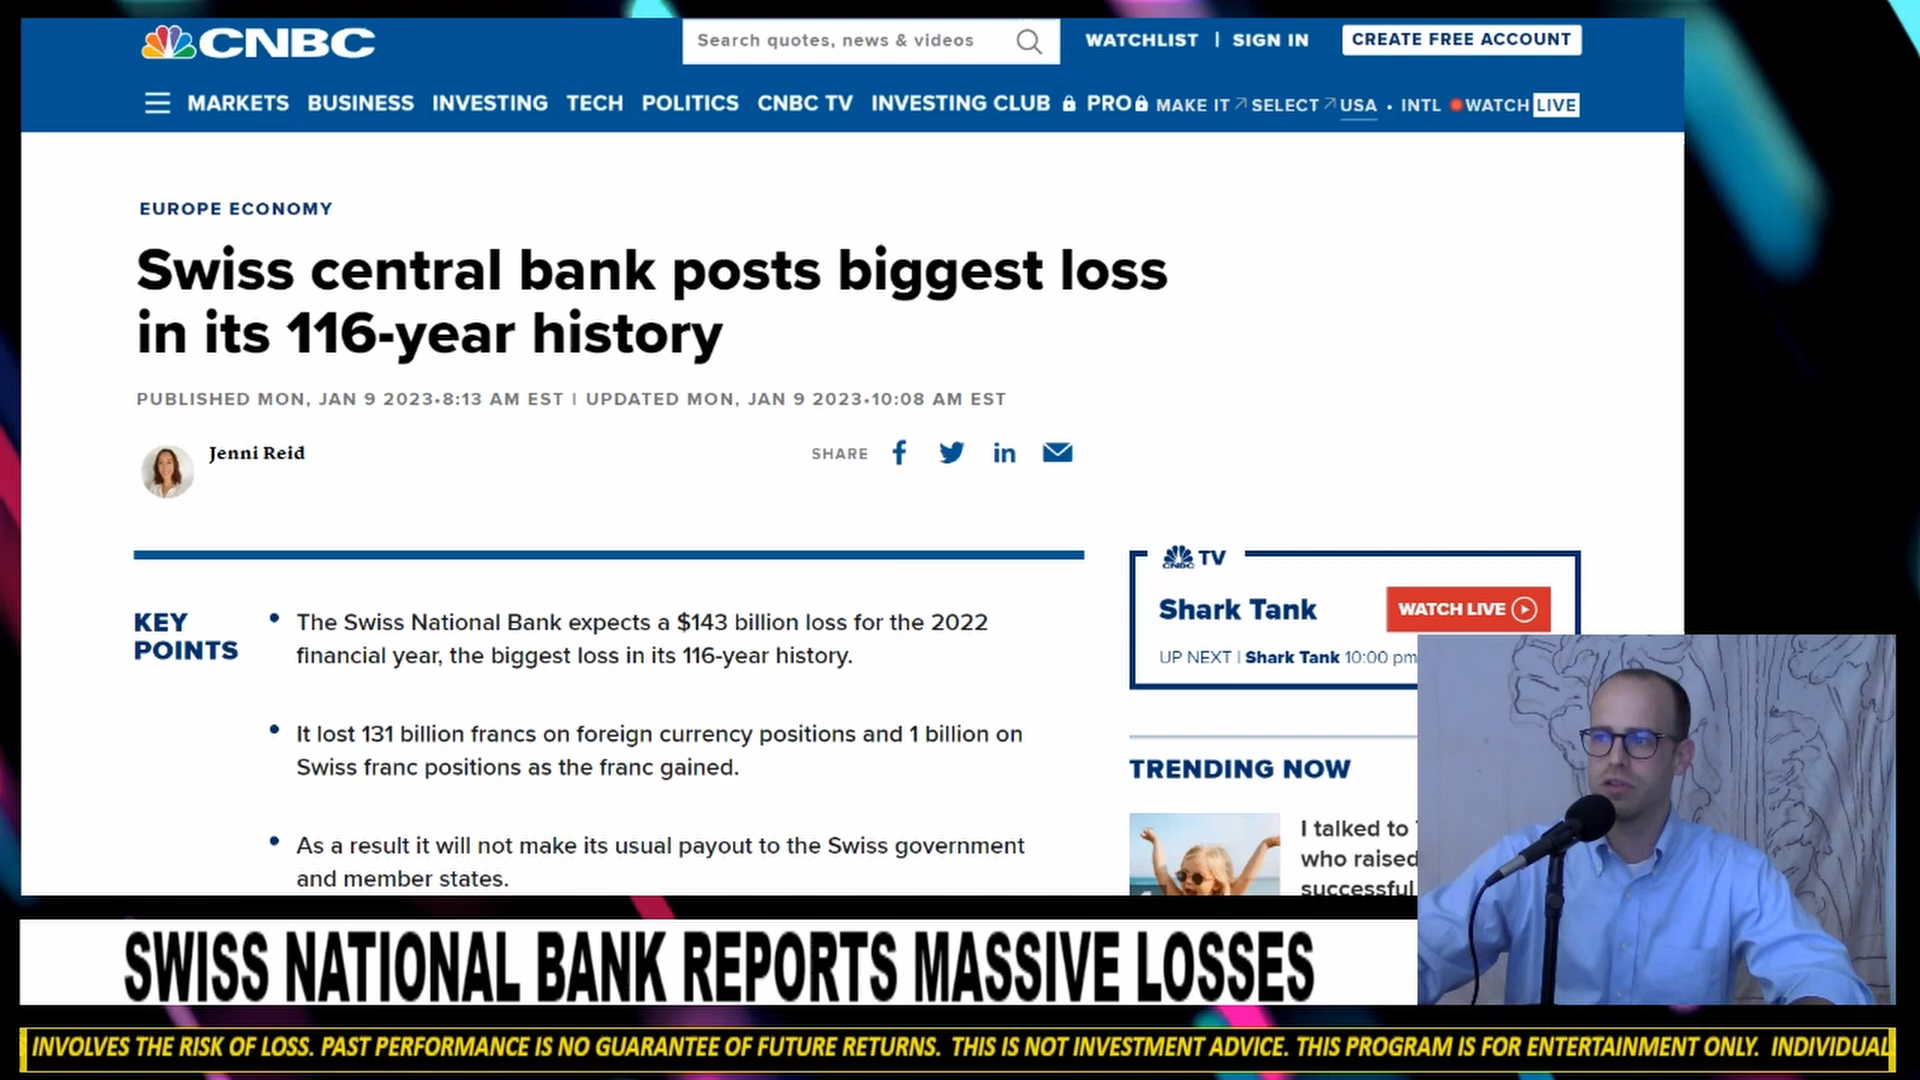 CNBC
Search quotes, news & videos
WATCHLIST | SIGN IN
CREATE FREE ACCOUNT
MARKETS BUSINESS INVESTING TECH POLITICS CNBC TV INVESTING CLUB PRO MAKE IT SELECT USA • INTL WATCH LIVE
EUROPE ECONOMY
Swiss central bank posts biggest loss
in its 116-year history
PUBLISHED MON, JAN 9 2023•8:13 AM EST | UPDATED MON, JAN 9 2023•10:08 AM EST
Jenni Reid
SHARE
KEY
POINTS
• The Swiss National Bank expects a $143 billion loss for the 2022
financial year, the biggest loss in its 116-year history.
• It lost 131 billion francs on foreign currency positions and 1 billion on
Swiss franc positions as the franc gained.
• As a result it will not make its usual payout to the Swiss government
and member states.
CNBC TV
Shark Tank
WATCH LIVE
UP NEXT | Shark Tank 10:00 pm
TRENDING NOW
I talked to
who raised
successful
SWISS NATIONAL BANK REPORTS MASSIVE LOSSES
INVOLVES THE RISK OF LOSS. PAST PERFORMANCE IS NO GUARANTEE OF FUTURE RETURNS. THIS IS NOT INVESTMENT ADVICE. THIS PROGRAM IS FOR ENTERTAINMENT ONLY. INDIVIDUAL